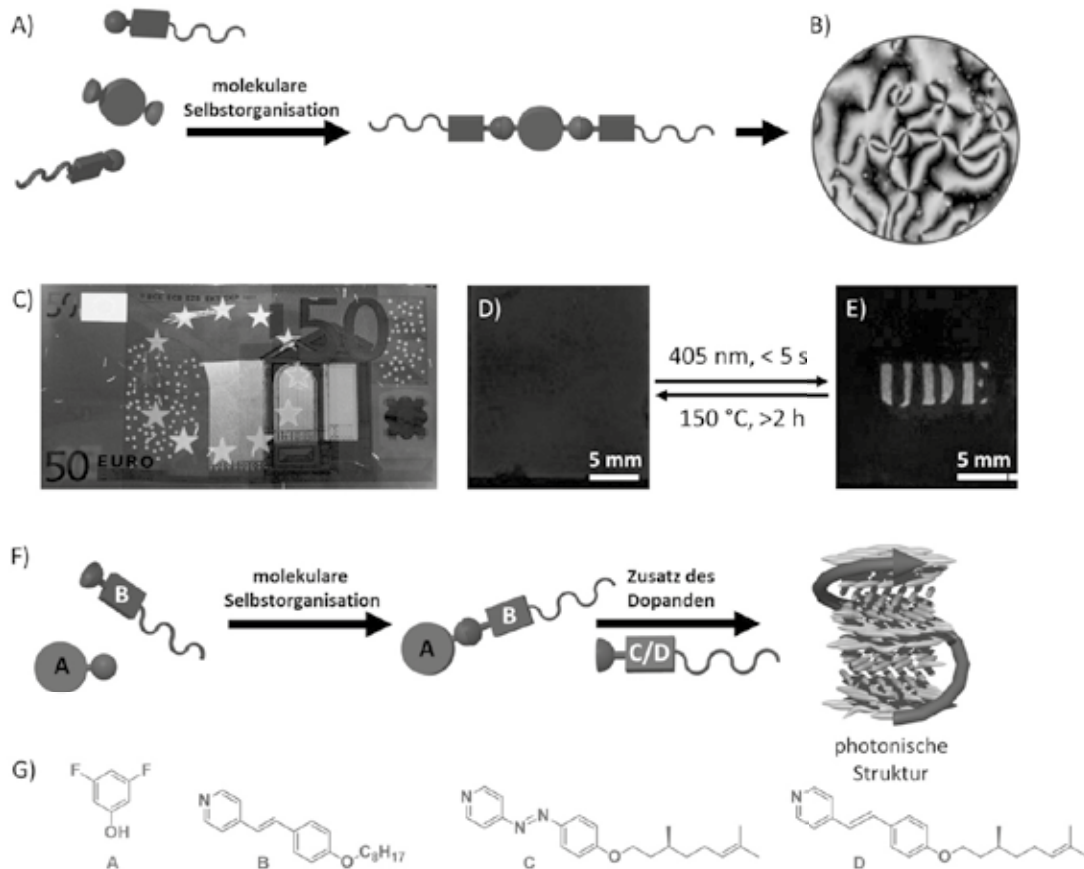 A)
B)
molekulare
Selbstorganisation
C)
D)
E)
50
50
EURO
405 nm, < 5 s
150 °C, >2 h
5 mm
5 mm
F)
B
molekulare
Selbstorganisation
A
A
B
Zusatz des
Dopanden
C/D
photonische
Struktur
G)
F
F
OH
A
N
O
C₈H₁₇
B
N
N
N
O
C
N
O
D